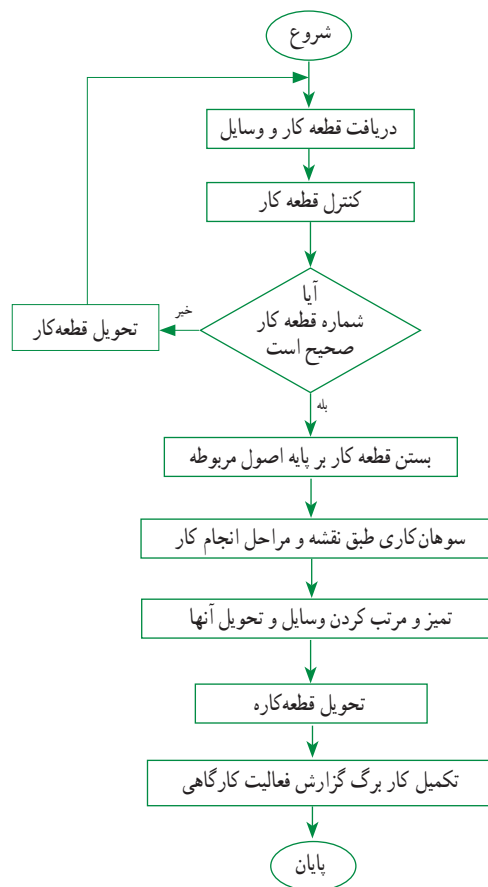 شروع
دریافت قطعه کار و وسایل
کنترل قطعه کار
آیا
شماره قطعه کار
صحیح است
خیر
تحویل قطعه‌کار
بله
بستن قطعه کار بر پایه اصول مربوطه
سوهان‌کاری طبق نقشه و مراحل انجام کار
تمیز و مرتب کردن وسایل و تحویل آنها
تحویل قطعه‌کاره
تکمیل کار برگ گزارش فعالیت کارگاهی
پایان